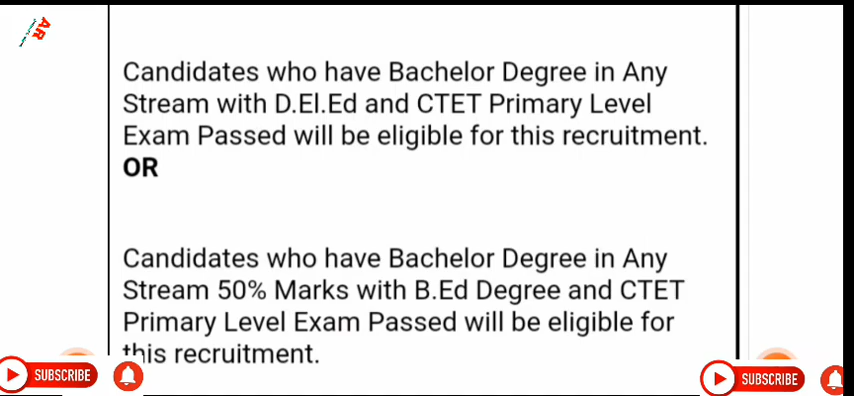 AR
Candidates who have Bachelor Degree in Any
Stream with D.El.Ed and CTET Primary Level
Exam Passed will be eligible for this recruitment.
OR
Candidates who have Bachelor Degree in Any
Stream 50% Marks with B.Ed Degree and CTET
Primary Level Exam Passed will be eligible for
this recruitment.
SUBSCRIBE
SUBSCRIBE